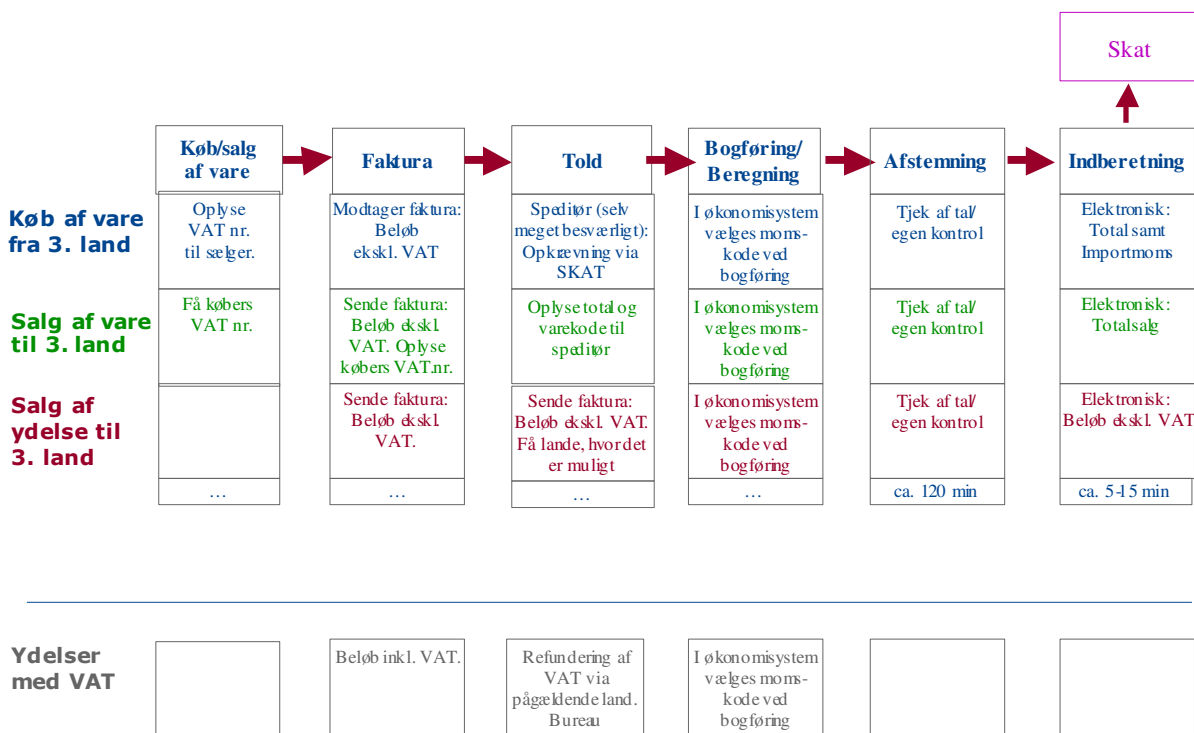 Skat
Køb/salg
af vare
Faktura
Told
Bogføring/
Beregning
Afstemning
Indberetning
Køb af vare
fra 3. land
Oplyse
VAT nr.
til sælger.
Modtager faktura:
Beløb
ekskl. VAT
Speditør (selv
meget besværligt):
Opkrævning via
SKAT
I økonomisystem
vælges moms-
kode ved
bogføring
Tjek af tal/
egen kontrol
Elektronisk:
Total samt
Importmoms
Salg af vare
til 3. land
Få købers
VAT nr.
Sende faktura:
Beløb ekskl.
VAT. Oplyse
købers VAT.nr.
Oplyse total og
varekode til
speditør
I økonomisystem
vælges moms-
kode ved
bogføring
Tjek af tal/
egen kontrol
Elektronisk:
Totalsalg
Salg af
ydelse til
3. land
Sende faktura:
Beløb ekskl.
VAT.
Sende faktura:
Beløb ekskl. VAT.
Få lande, hvor det
er muligt
I økonomisystem
vælges moms-
kode ved
bogføring
Tjek af tal/
egen kontrol
Elektronisk:
Beløb ekskl. VAT
…
…
…
…
ca. 120 min
ca. 5-15 min
Ydelser
med VAT
Beløb inkl. VAT.
Refundering af
VAT via
pågældende land.
Bureau
I økonomisystem
vælges moms-
kode ved
bogføring